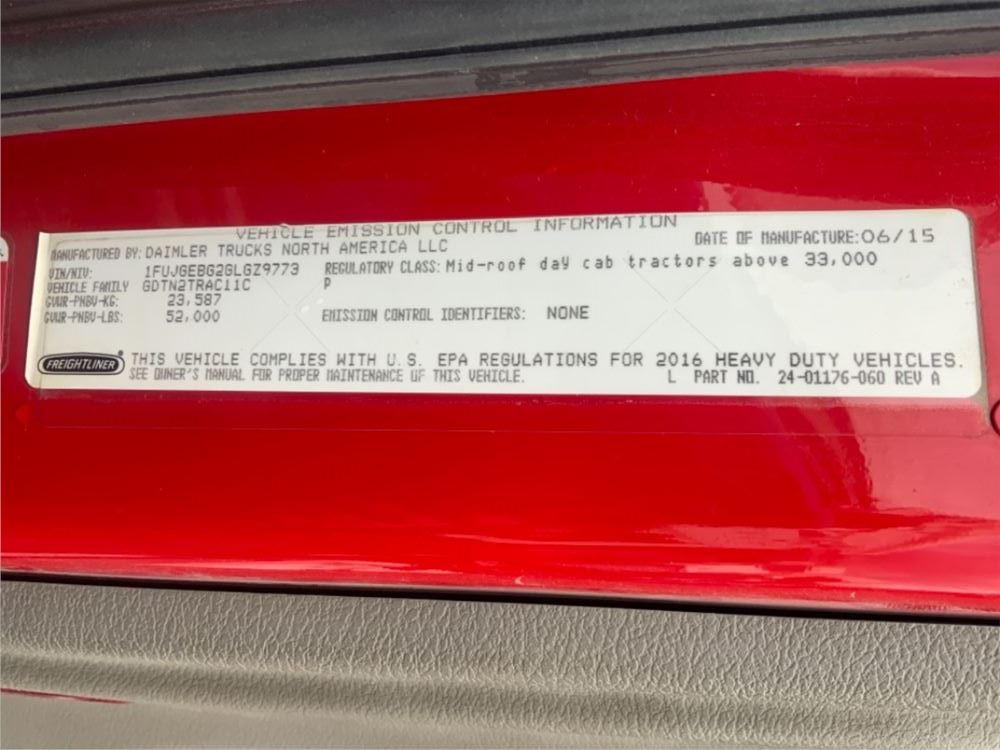 VEHICLE EMISSION CONTROL INFORMATION
MANUFACTURED BY: DAIMLER TRUCKS NORTH AMERICA LLC
DATE OF MANUFACTURE: 06/15
VIN/NIV: 1FUJGEBG2GLGZ9773
REGULATORY CLASS: Mid-roof day cab tractors above 33,000
P
VEHICLE FAMILY GDTN2TRAC11C
GVWR-PNBV-KG: 23,587
GVWR-PNBV-LBS: 52,000
EMISSION CONTROL IDENTIFIERS: NONE
FREIGHTLINER
THIS VEHICLE COMPLIES WITH U.S. EPA REGULATIONS FOR 2016 HEAVY DUTY VEHICLES.
SEE OWNER'S MANUAL FOR PROPER MAINTENANCE OF THIS VEHICLE.
L PART NO. 24-01176-060 REV A